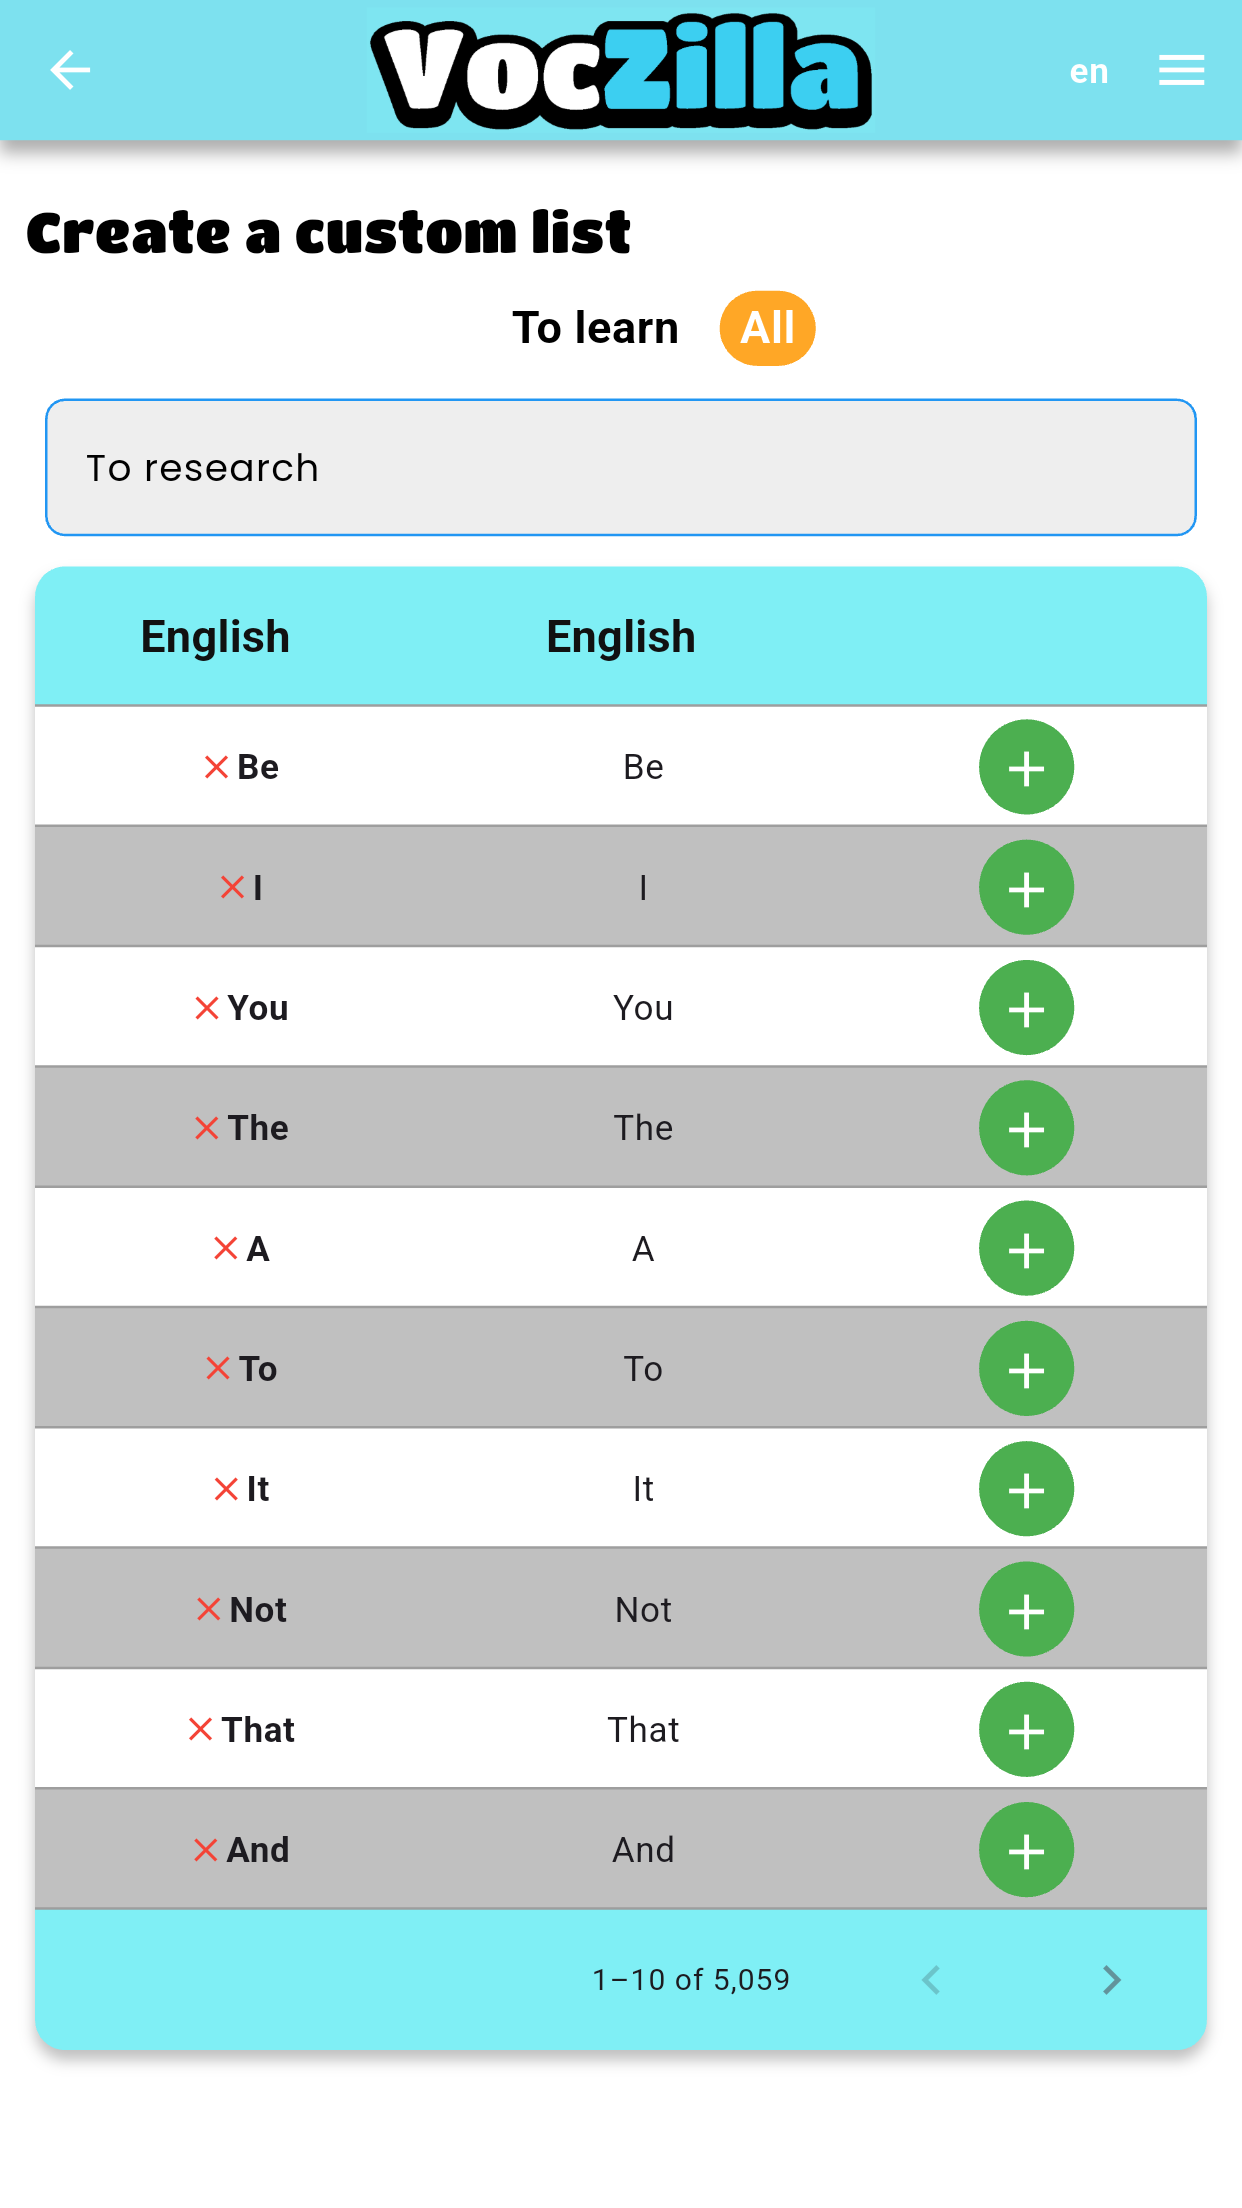 VocZilla
en
Create a custom list
To learn All
To research
English English
Be Be
I I
You You
The The
A A
To To
It It
Not Not
That That
And And
1–10 of 5,059